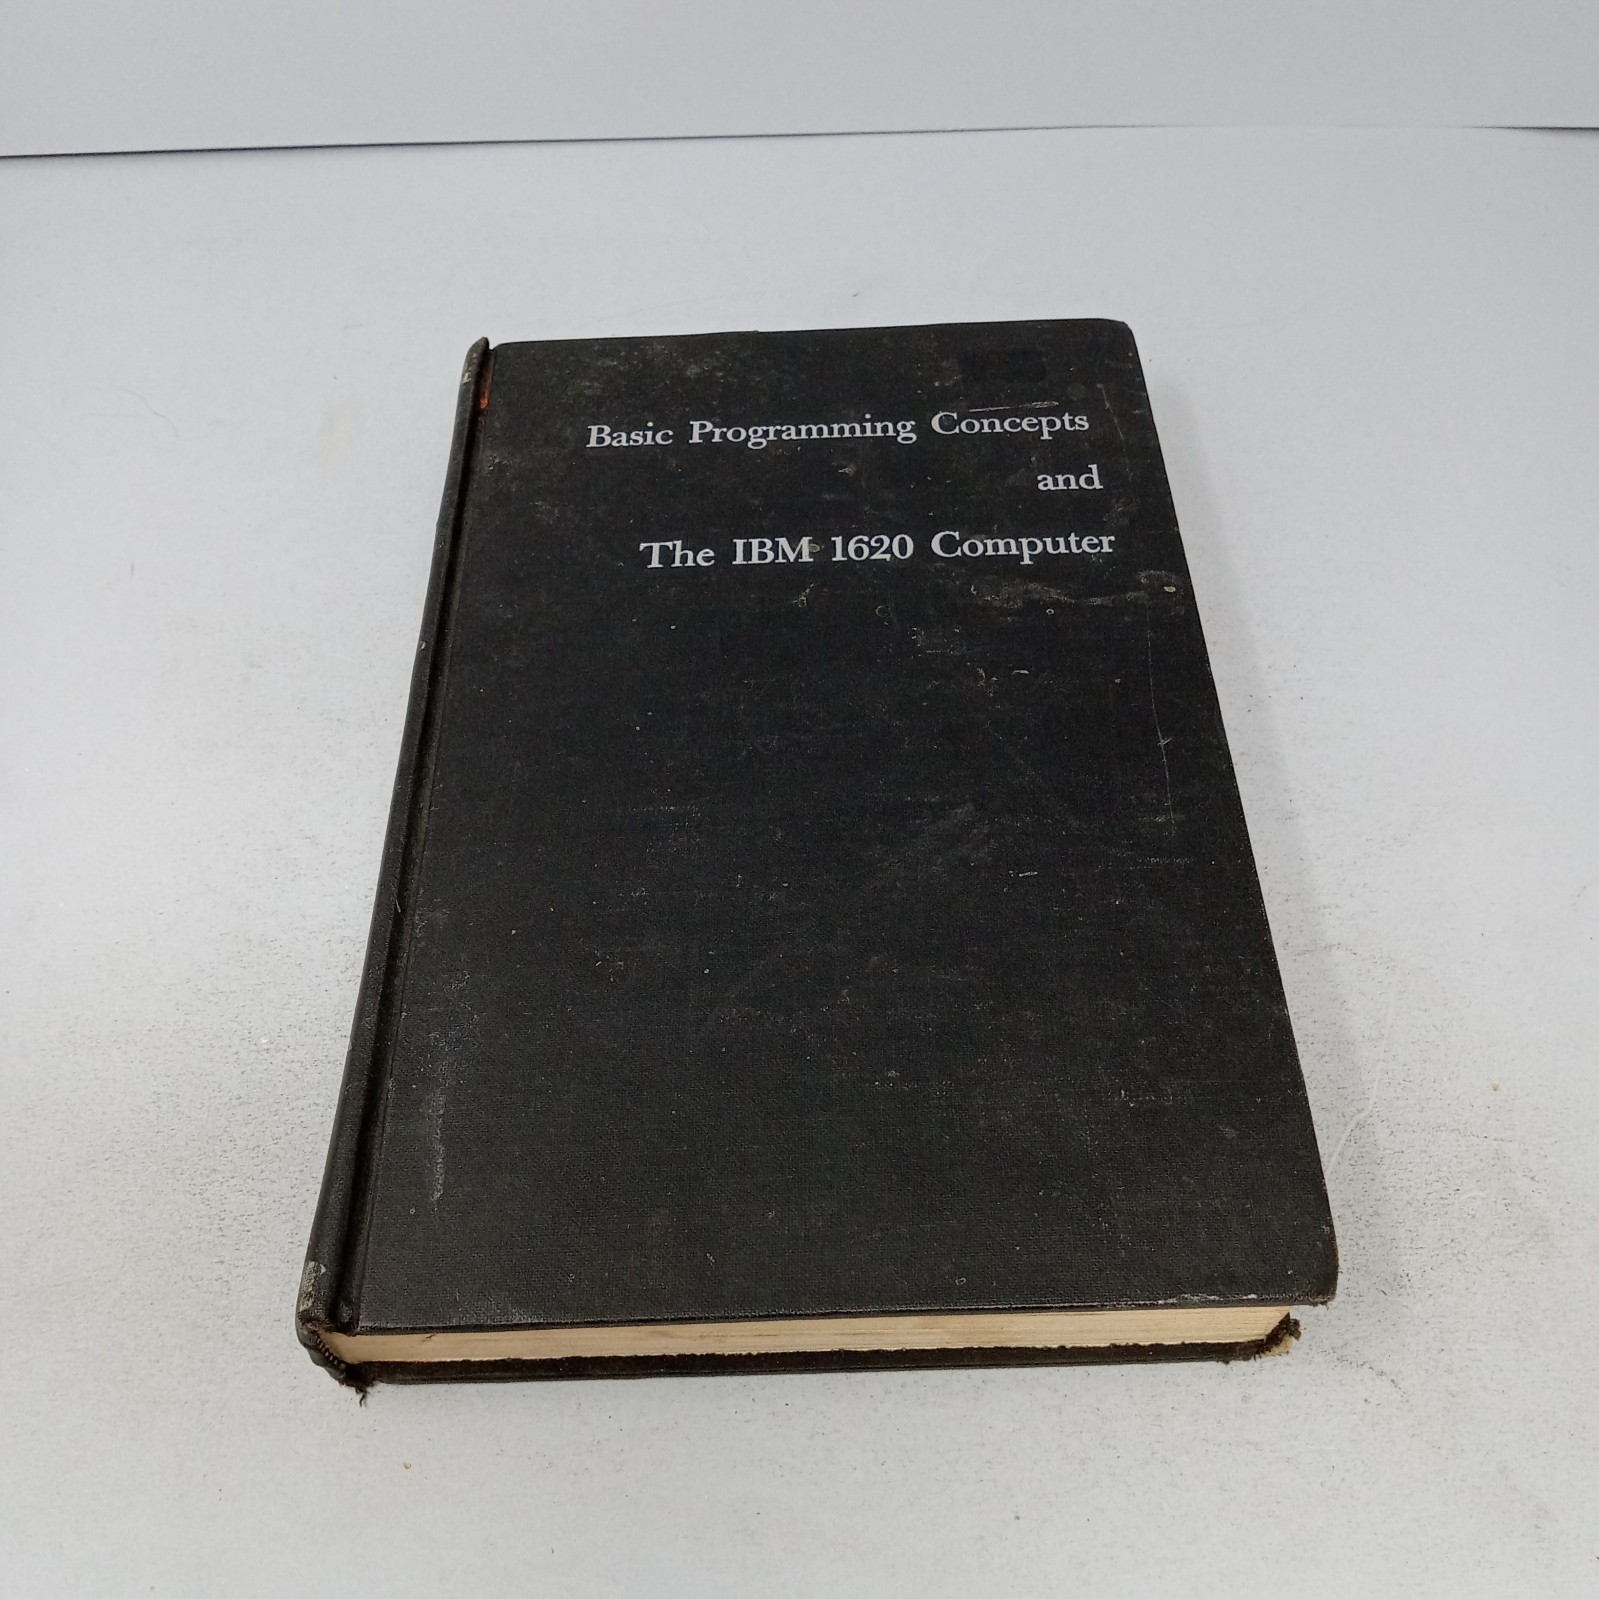 Basic Programming Concepts
and
The IBM 1620 Computer